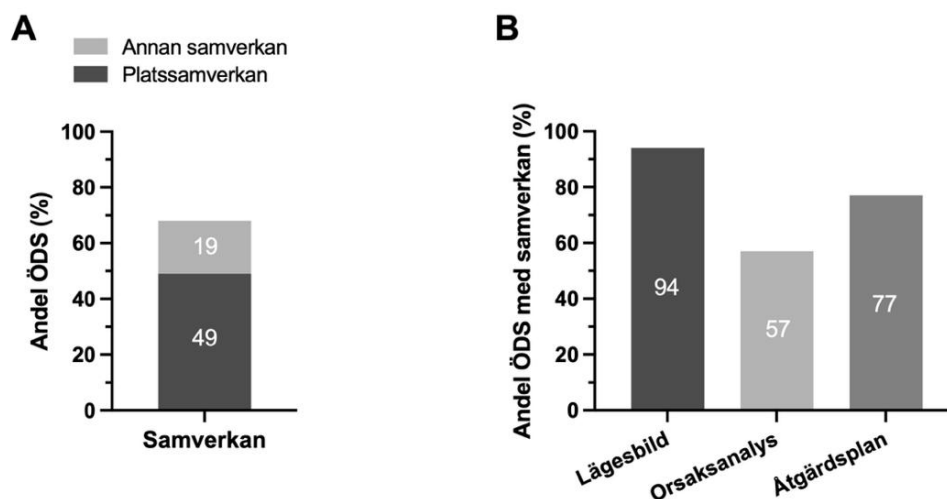 A
Annan samverkan
Platssamverkan
Andel ÖDS (%)
100
80
60
40
20
0
19
49
Samverkan
B
Andel ÖDS med samverkan (%)
100
80
60
40
20
0
94
57
77
Lägesbild
Orsaksanalys
Åtgärdsplan